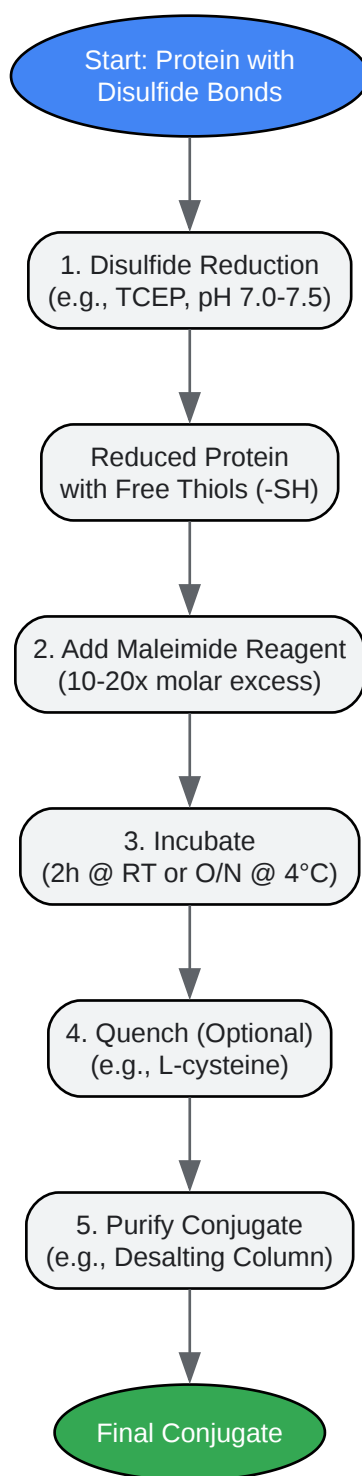 Start: Protein with
Disulfide Bonds
1. Disulfide Reduction
(e.g., TCEP, pH 7.0-7.5)
Reduced Protein
with Free Thiols (-SH)
2. Add Maleimide Reagent
(10-20x molar excess)
3. Incubate
(2h @ RT or O/N @ 4°C)
4. Quench (Optional)
(e.g., L-cysteine)
5. Purify Conjugate
(e.g., Desalting Column)
Final Conjugate